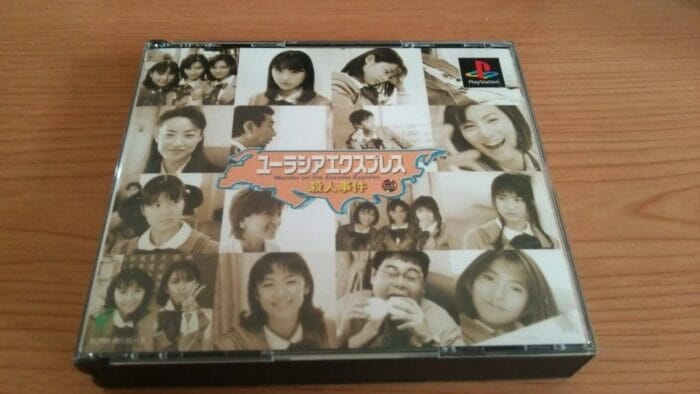 PlayStation
ユーラシアエクスプレス
TM
Murder on the Eurasia Express
殺人事件